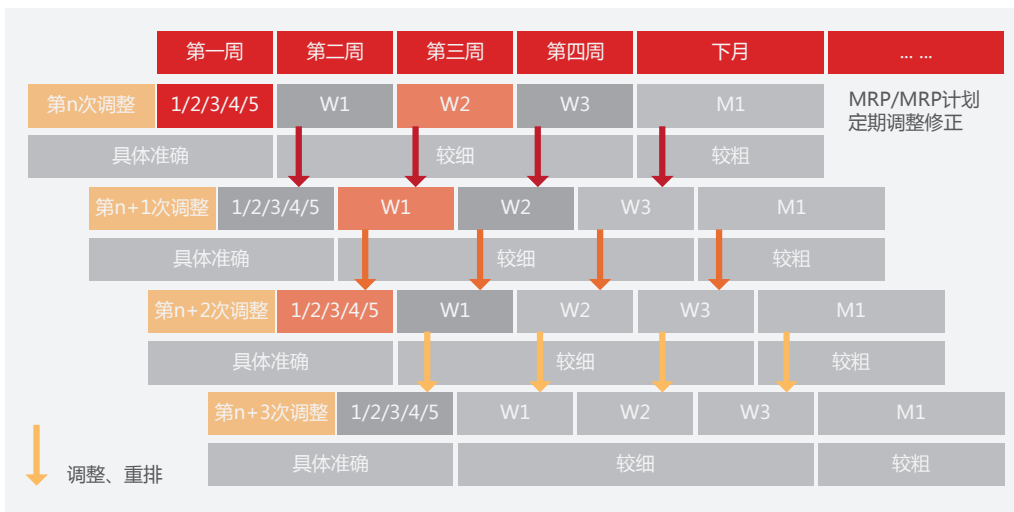 第一周 第二周 第三周 第四周 下月 ... ...
第n次调整 1/2/3/4/5 W1 W2 W3 M1 MRP/MRP计划
定期调整修正
具体准确 较细 较粗
第n+1次调整 1/2/3/4/5 W1 W2 W3 M1
具体准确 较细 较粗
第n+2次调整 1/2/3/4/5 W1 W2 W3 M1
具体准确 较细 较粗
第n+3次调整 1/2/3/4/5 W1 W2 W3 M1
具体准确 较细 较粗
调整、重排